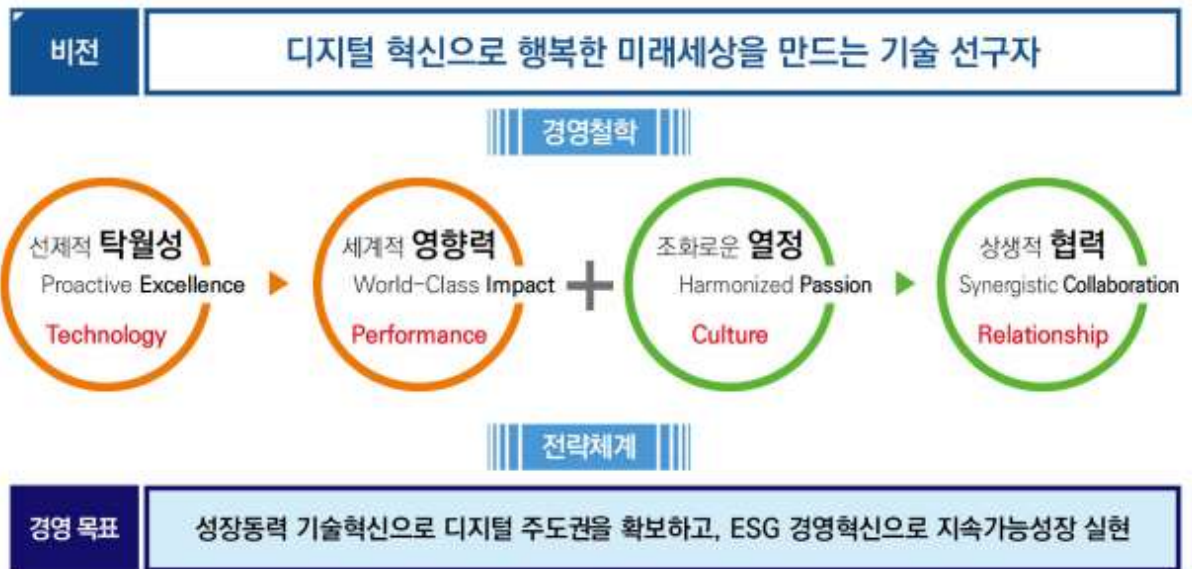 비전
디지털 혁신으로 행복한 미래세상을 만드는 기술 선구자
경영철학
선제적 탁월성
Proactive Excellence
Technology
세계적 영향력
World-Class Impact
Performance
+
조화로운 열정
Harmonized Passion
Culture
상생적 협력
Synergistic Collaboration
Relationship
전략체계
경영 목표
성장동력 기술혁신으로 디지털 주도권을 확보하고, ESG 경영혁신으로 지속가능성장 실현